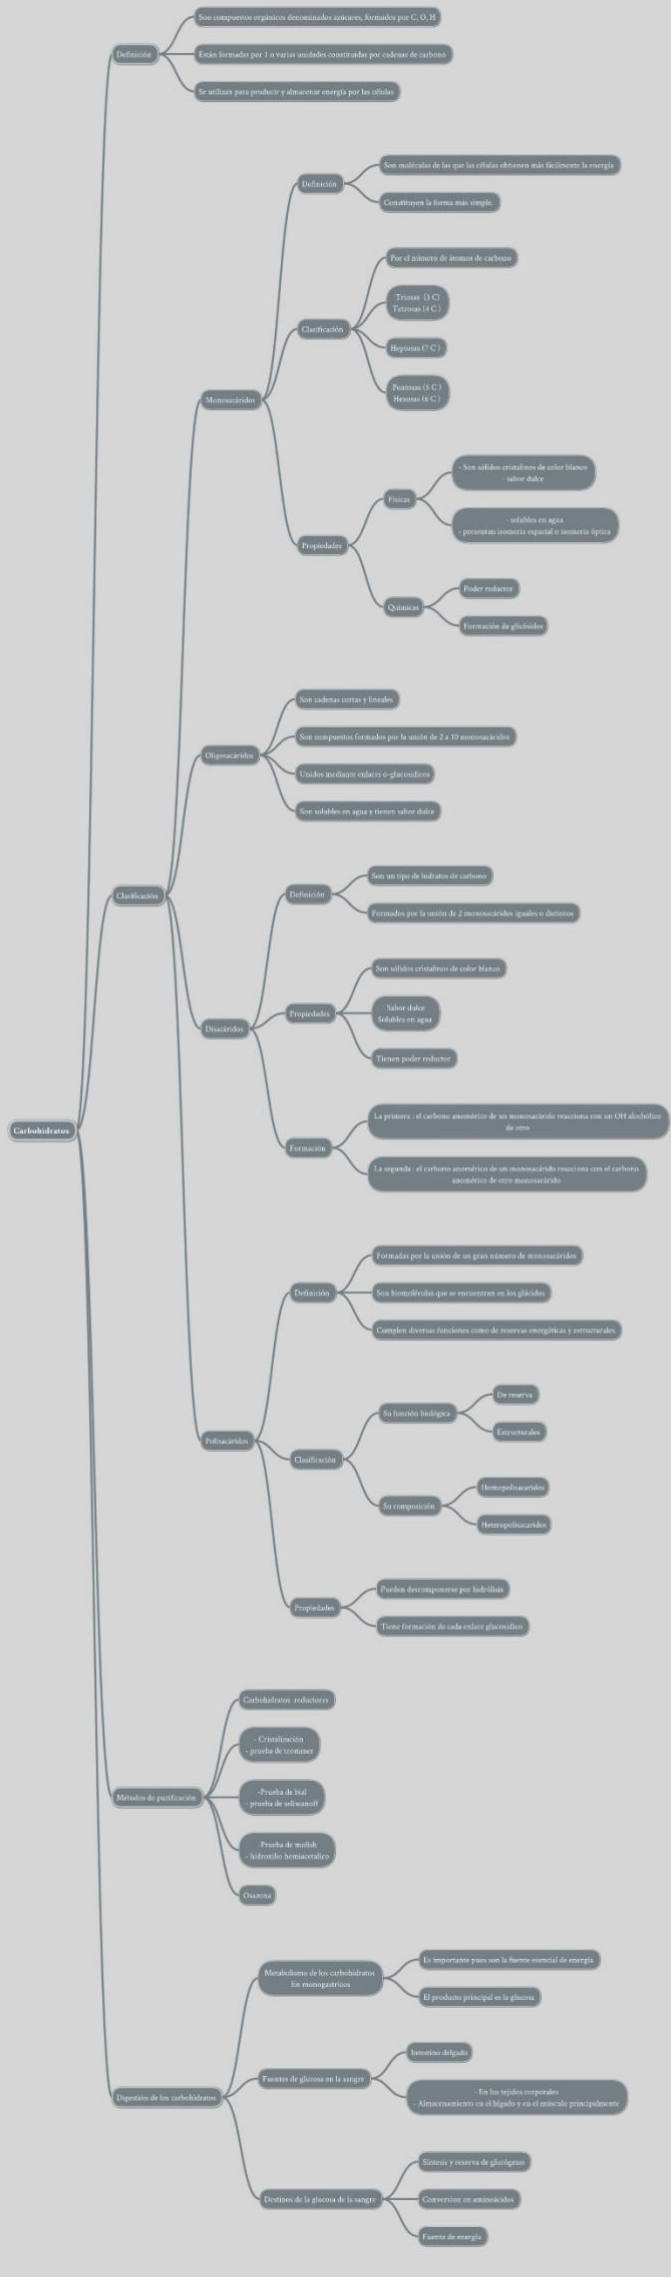 Carbohidratos
Definición
Son compuestos orgánicos denominados azúcares, formados por C, O, H
Están formadas por 1 o varias unidades constituidas por cadenas de carbono
Se utilizan para producir y almacenar energía por las células
Clasificación
Monosacáridos
Definición
Son moléculas de las que las células obtienen más fácilmente la energía
Constituyen la forma más simple.
Clasificación
Por el número de átomos de carbono
Triosas (3 C)
Tetrosas (4 C )
Heptosas (7 C )
Pentosas (5 C )
Hexosas (6 C )
Propiedades
Físicas
- Son sólidos cristalinos de color blanco
- sabor dulce
- solubles en agua
- presentan isomería espacial o isomería óptica
Químicas
Poder reductor
Formación de glicósidos
Oligosacáridos
Son cadenas cortas y lineales
Son compuestos formados por la unión de 2 a 10 monosacáridos
Unidos mediante enlaces o-glucosídicos
Son solubles en agua y tienen sabor dulce
Disacáridos
Definición
Son un tipo de hidratos de carbono
Formados por la unión de 2 monosacáridos iguales o distintos
Propiedades
Son sólidos cristalinos de color blanco
Sabor dulce
Solubles en agua
Tienen poder reductor
Formación
La primera : el carbono anomérico de un monosacárido reacciona con un OH alcohólico
de otro
La segunda : el carbono anomérico de un monosacárido reacciona con el carbono
anomérico de otro monosacárido
Polisacáridos
Definición
Formadas por la unión de un gran número de monosacáridos
Son biomoléculas que se encuentran en los glúcidos
Cumplen diversas funciones como de reservas energéticas y estructurales
Clasificación
Su función biológica
De reserva
Estructurales
Su composición
Homopolisacaridos
Heteropolisacaridos
Propiedades
Pueden descomponerse por hidrólisis
Tiene formación de cada enlace glucosídico
Métodos de purificación
Carbohidratos reductores
- Cristalización
- prueba de trommer
-Prueba de bial
- prueba de seliwanoff
-Prueba de molish
- hidroxilo hemiacetalico
Osazona
Digestión de los carbohidratos
Metabolismo de los carbohidratos
En monogastricos
Es importante pues son la fuente esencial de energía
El producto principal es la glucosa
Fuentes de glucosa en la sangre
Intestino delgado
- En los tejidos corporales
- Almacenamiento en el hígado y en el músculo principalmente
Destinos de la glucosa de la sangre
Síntesis y reserva de glucógeno
Conversion en aminoácidos
Fuente de energía